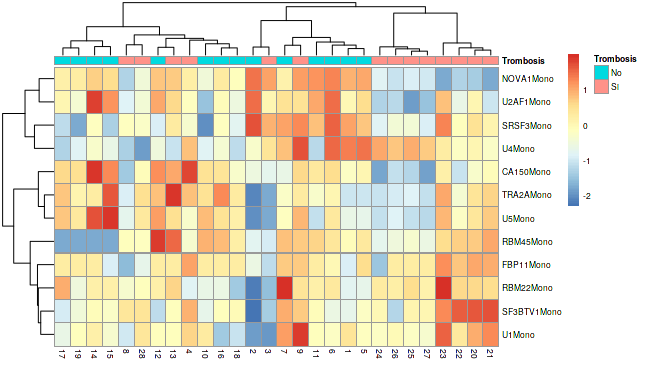 Trombosis
Trombosis
No
SI
NOVA1Mono
U2AF1Mono
SRSF3Mono
U4Mono
CA150Mono
TRA2AMono
U5Mono
RBM45Mono
FBP11Mono
RBM22Mono
SF3BTV1Mono
U1Mono
1
0
-1
-2
17 19 14 15 8 28 12 13 4 10 16 18 2 3 7 9 11 6 1 5 24 26 25 27 23 22 20 21